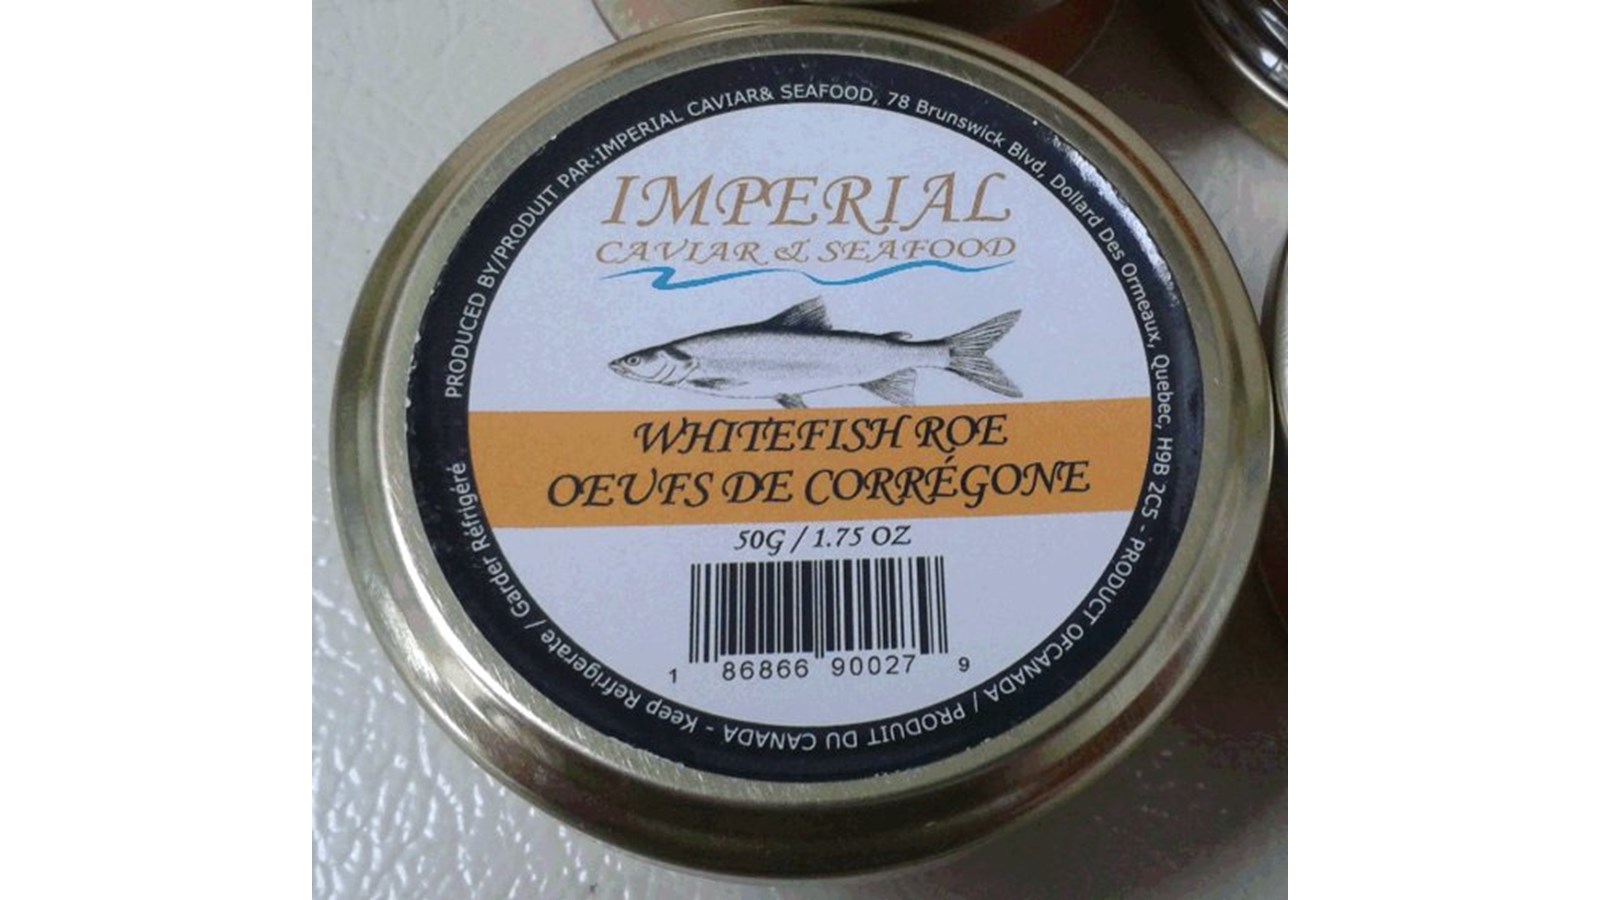 PRODUCED BY/PRODUIT PAR:IMPERIAL CAVIAR& SEAFOOD, 78 Brunswick Blvd, Dollard Des Ormeaux, Quebec, H9B 2C5 - PRODUCT OFCANADA / PRODUIT DU CANADA - Keep Refrigerate / Garder Réfrigéré
IMPERIAL
CAVIAR & SEAFOOD
WHITEFISH ROE
OEUFS DE CORRÉGONE
50G / 1.75 OZ
1 86866 90027 9